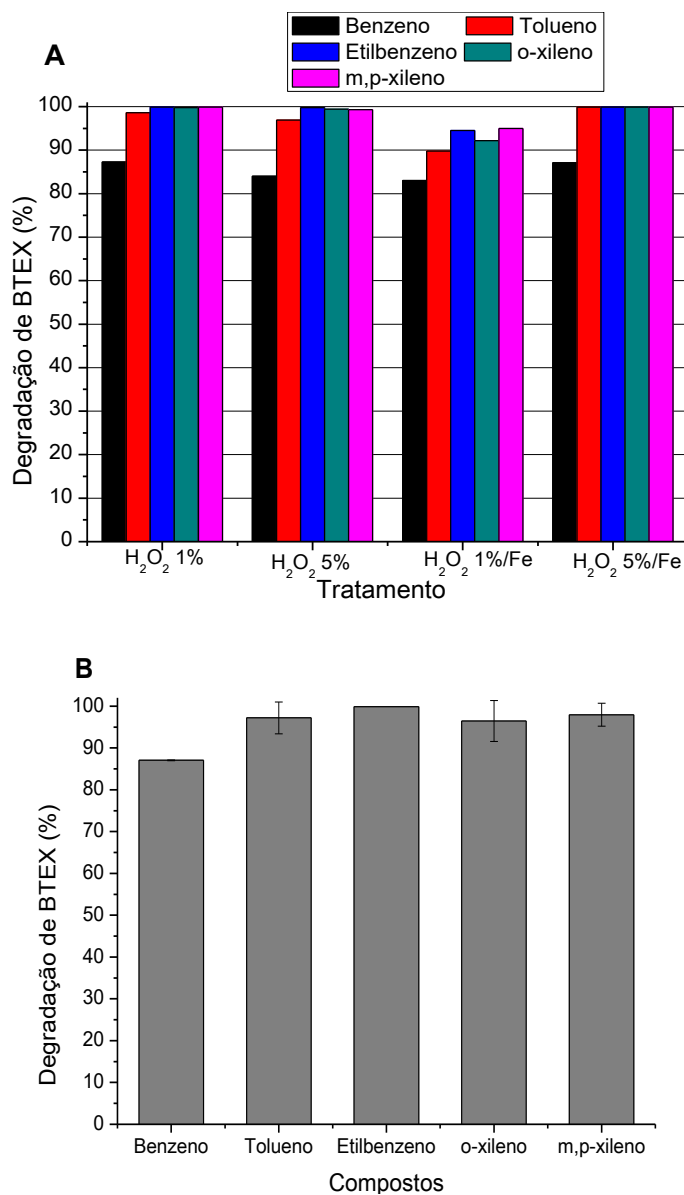 A
Benzeno Tolueno
Etilbenzeno o-xileno
m,p-xileno
Degradação de BTEX (%)
100
90
80
70
60
50
40
30
20
10
0
H₂O₂ 1% H₂O₂ 5% H₂O₂ 1%/Fe H₂O₂ 5%/Fe
Tratamento
B
Degradação de BTEX (%)
100
90
80
70
60
50
40
30
20
10
0
Benzeno Tolueno Etilbenzeno o-xileno m,p-xileno
Compostos